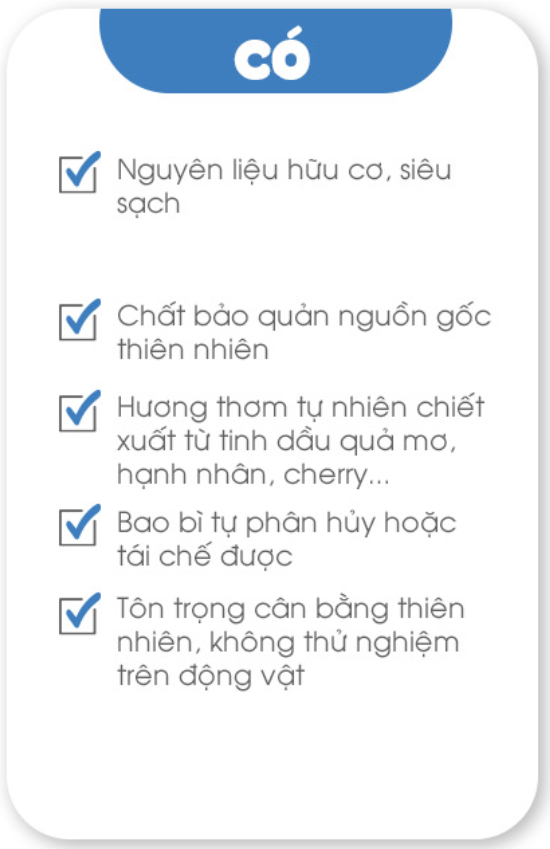 CÓ
Nguyên liệu hữu cơ, siêu
sạch
Chất bảo quản nguồn gốc
thiên nhiên
Hương thơm tự nhiên chiết
xuất từ tinh dầu quả mơ,
hạnh nhân, cherry...
Bao bì tự phân hủy hoặc
tái chế được
Tôn trọng cân bằng thiên
nhiên, không thử nghiệm
trên động vật